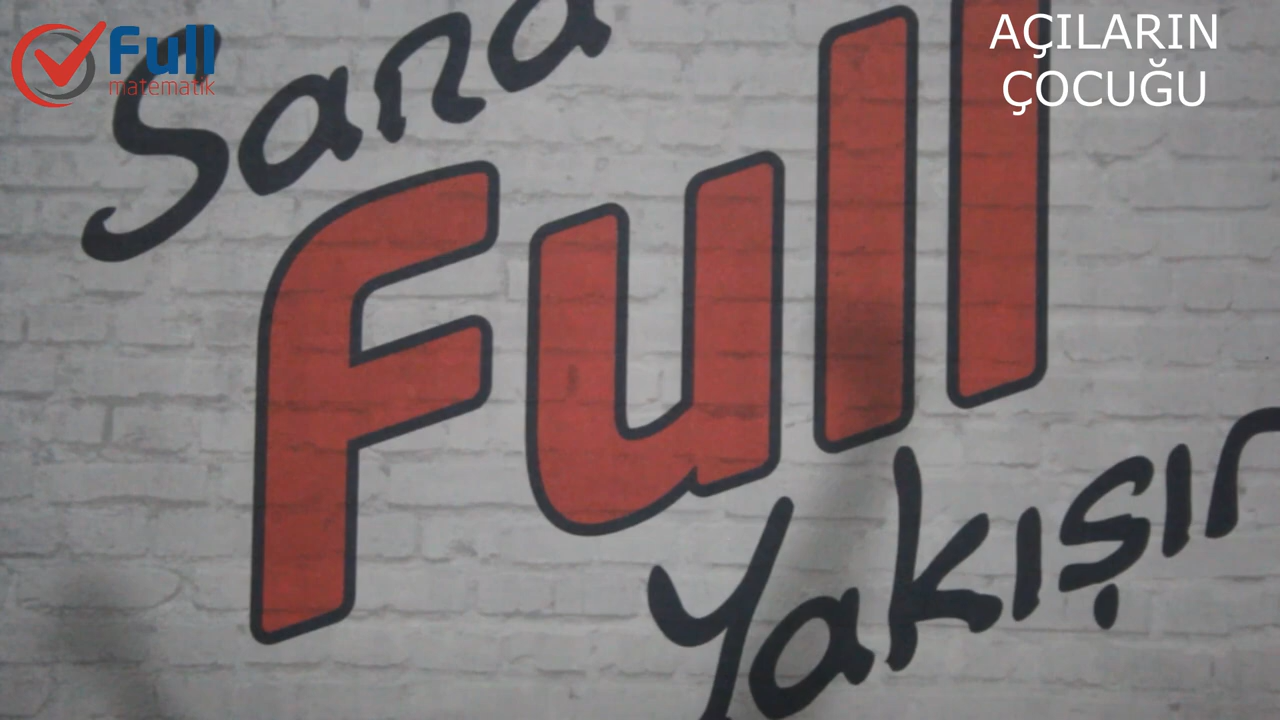 Full
matematik
AÇILARIN
ÇOCUĞU
Sana
Full
Yakışır